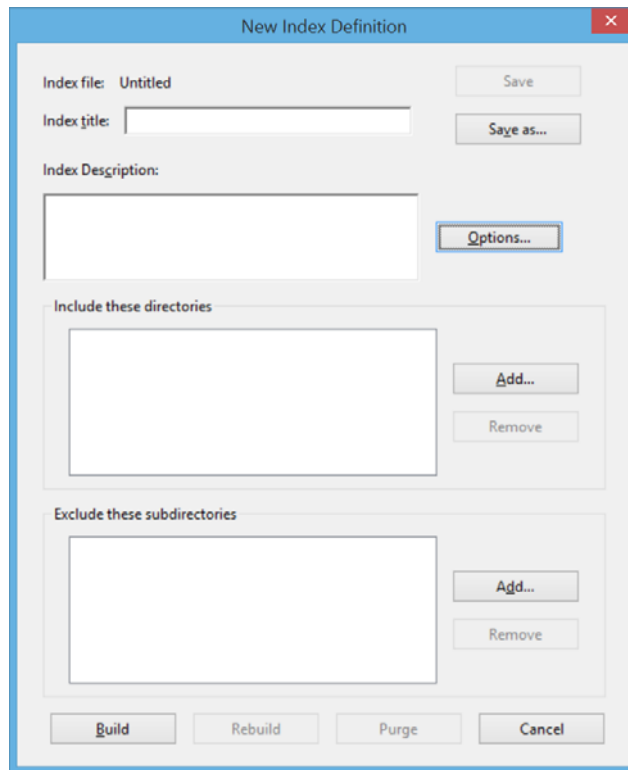 New Index Definition
Index file: Untitled
Save
Index title:
Save as...
Index Description:
Options...
Include these directories
Add...
Remove
Exclude these subdirectories
Add...
Remove
Build Rebuild Purge Cancel